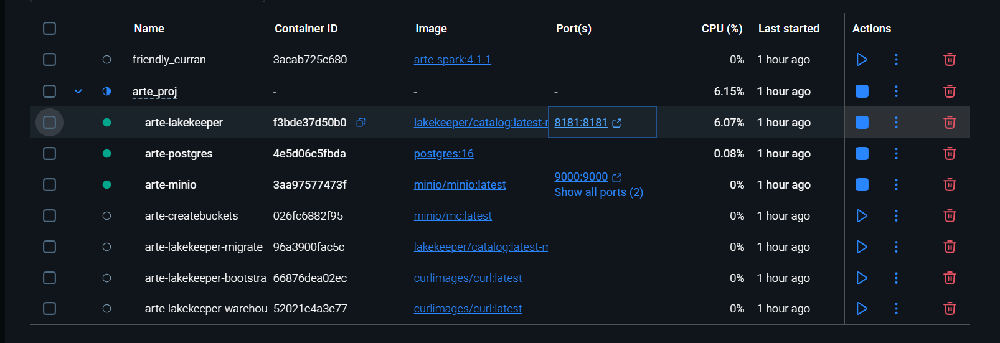 Name Container ID Image Port(s) CPU (%) Last started Actions
friendly_curran 3acab725c680 arte-spark:4.1.1 0% 1 hour ago
arte_proj - - - 6.15% 1 hour ago
arte-lakekeeper f3bde37d50b0 lakekeeper/catalog:latest-r 8181:8181 6.07% 1 hour ago
arte-postgres 4e5d06c5fbda postgres:16 0.08% 1 hour ago
arte-minio 3aa97577473f minio/minio:latest 9000:9000 0% 1 hour ago
Show all ports (2)
arte-createbuckets 026fc6882f95 minio/mc:latest 0% 1 hour ago
arte-lakekeeper-migrate 96a3900fac5c lakekeeper/catalog:latest-m 0% 1 hour ago
arte-lakekeeper-bootstra 66876dea02ec curlimages/curl:latest 0% 1 hour ago
arte-lakekeeper-warehou 52021e4a3e77 curlimages/curl:latest 0% 1 hour ago